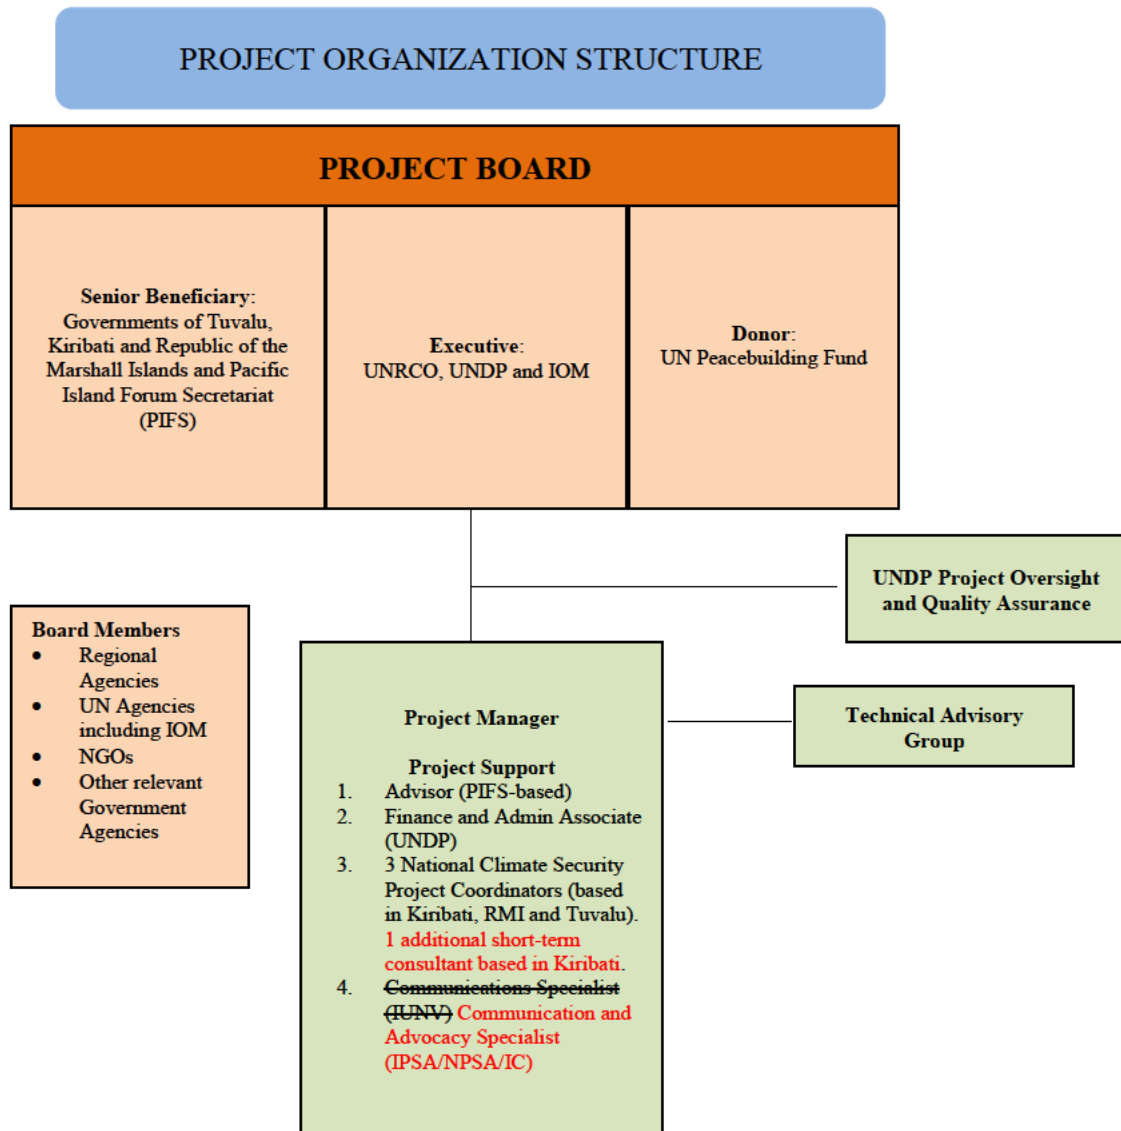 PROJECT ORGANIZATION STRUCTURE
PROJECT BOARD
Senior Beneficiary:
Governments of Tuvalu,
Kiribati and Republic of the
Marshall Islands and Pacific
Island Forum Secretariat
(PIFS)
Executive:
UNRCO, UNDP and IOM
Donor:
UN Peacebuilding Fund
UNDP Project Oversight
and Quality Assurance
Board Members
• Regional
Agencies
• UN Agencies
including IOM
• NGOs
• Other relevant
Government
Agencies
Project Manager
Project Support
1. Advisor (PIFS-based)
2. Finance and Admin Associate
(UNDP)
3. 3 National Climate Security
Project Coordinators (based
in Kiribati, RMI and Tuvalu).
1 additional short-term
consultant based in Kiribati.
4. Communications Specialist
(IUNV) Communication and
Advocacy Specialist
(IPSA/NPSA/IC)
Technical Advisory
Group